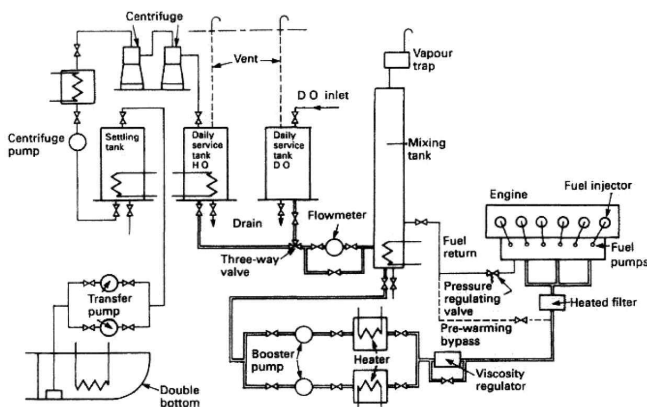 Centrifuge
Centrifuge
Vent
Vapour
trap
D O inlet
Centrifuge
pump
Settling
tank
Daily
service
tank
H O
Daily
service
tank
D O
Mixing
tank
Engine
Fuel injector
Drain
Flowmeter
Three-way
valve
Fuel
return
Fuel
pumps
Pressure
regulating
valve
Heated filter
Transfer
pump
Pre-warming
bypass
Booster
pump
Heater
Viscosity
regulator
Double
bottom